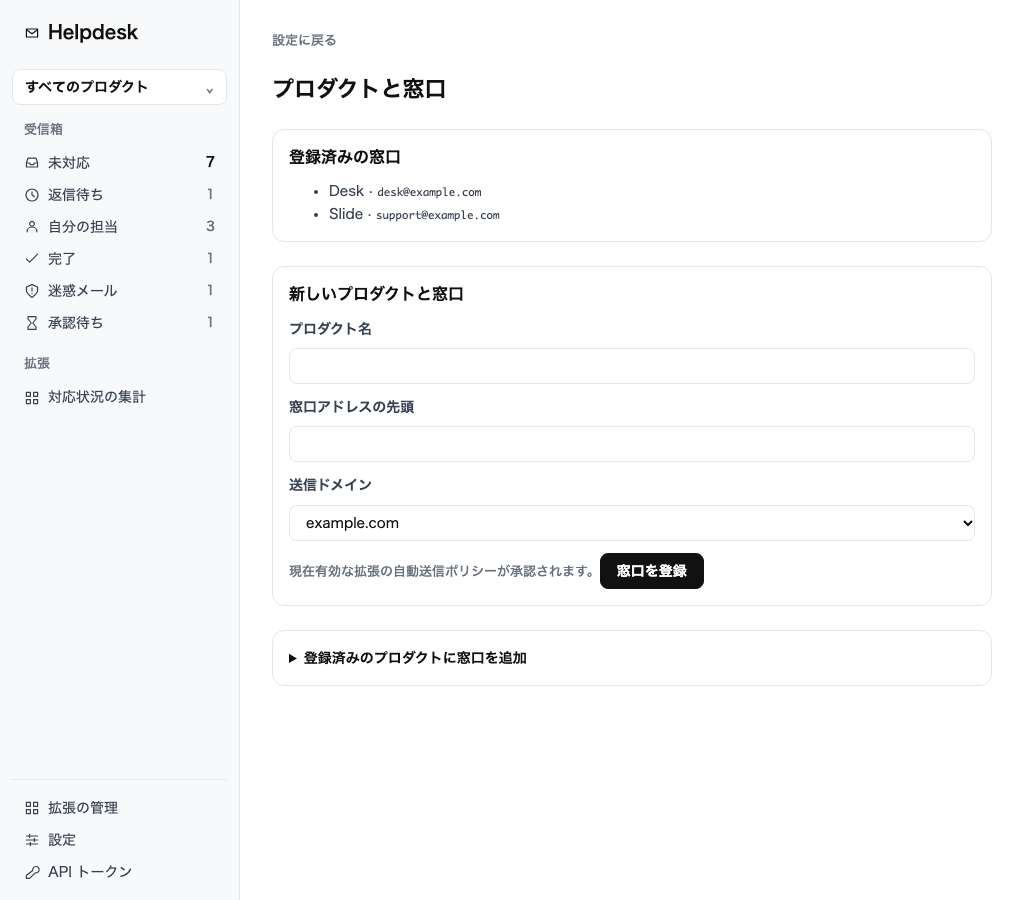 Helpdesk
すべてのプロダクト
受信箱
未対応 7
返信待ち 1
自分の担当 3
完了 1
迷惑メール 1
承認待ち 1
拡張
対応状況の集計
拡張の管理
設定
API トークン
設定に戻る
プロダクトと窓口
登録済みの窓口
• Desk · desk@example.com
• Slide · support@example.com
新しいプロダクトと窓口
プロダクト名
窓口アドレスの先頭
送信ドメイン
example.com
現在有効な拡張の自動送信ポリシーが承認されます。 窓口を登録
登録済みのプロダクトに窓口を追加